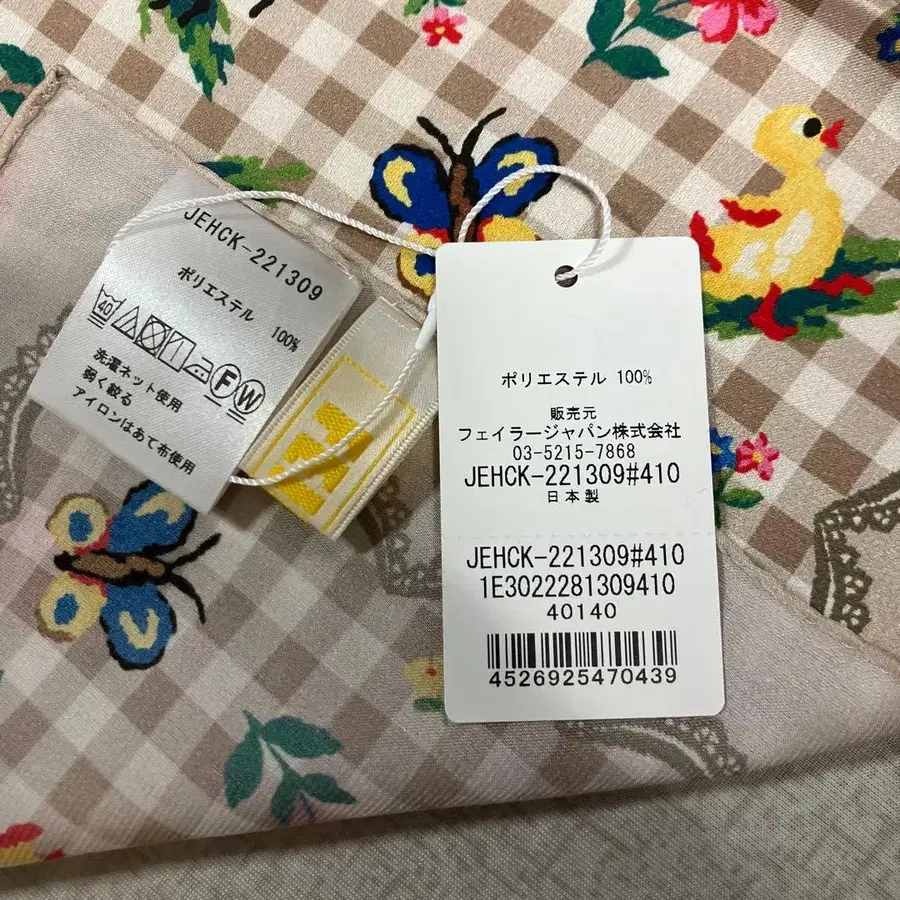 JEHCK-221309
ポリエステル 100%
40
F W
洗濯ネット使用
弱く絞る
アイロンはあて布使用
ポリエステル 100%
販売元
フェイラージャパン株式会社
03-5215-7868
JEHCK-221309#410
日本製
JEHCK-221309#410
1E3022281309410
40140
4526925470439